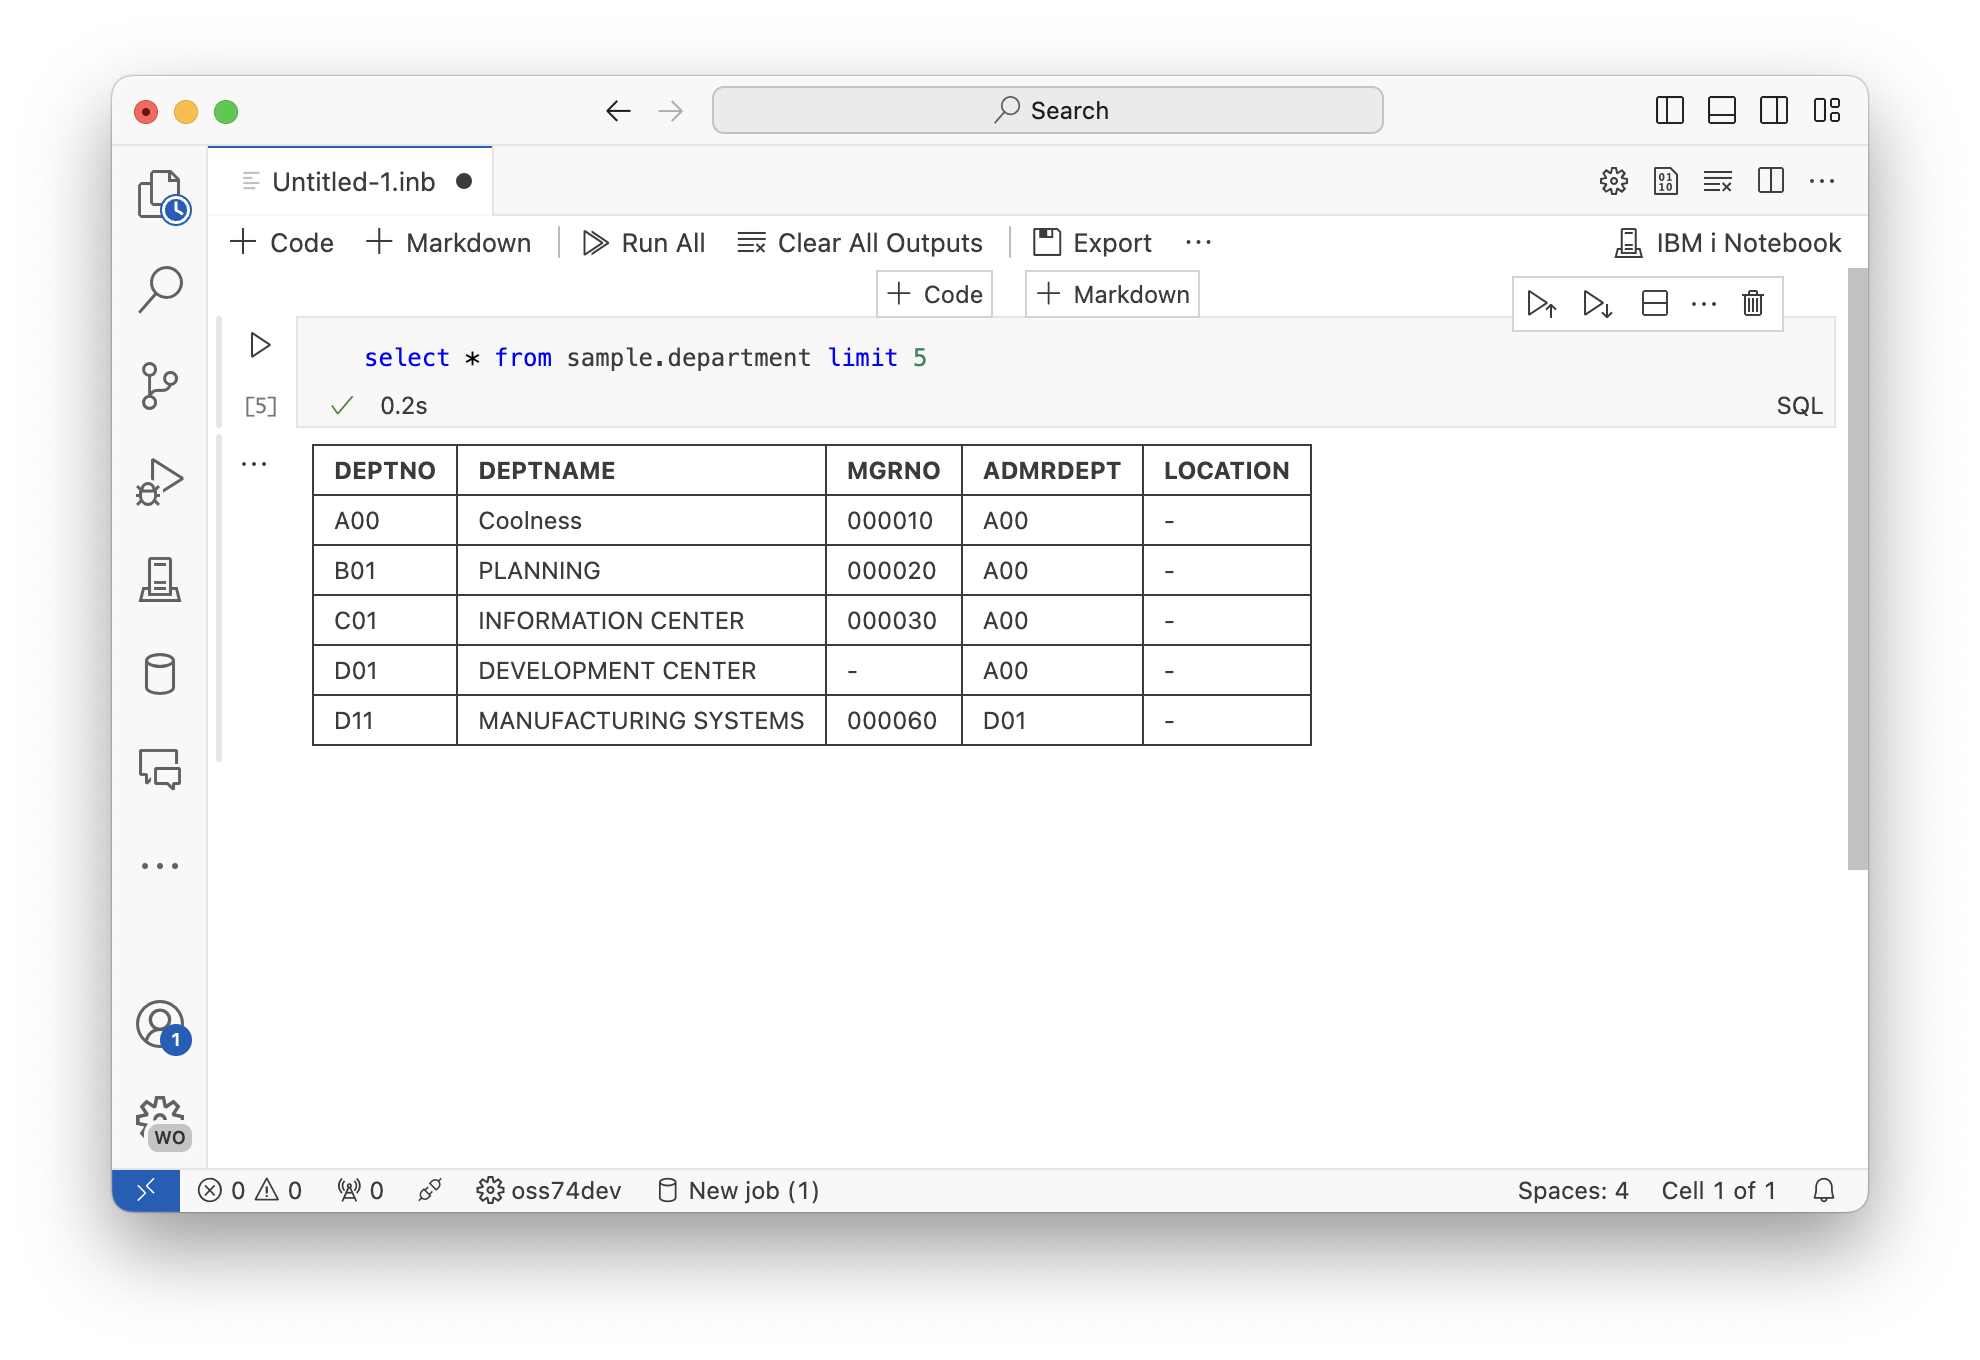 Search
Untitled-1.inb
Code Markdown Run All Clear All Outputs Export ... IBM i Notebook
Code Markdown
select * from sample.department limit 5
[5] 0.2s SQL
DEPTNO DEPTNAME MGRNO ADMRDEPT LOCATION
A00 Coolness 000010 A00 -
B01 PLANNING 000020 A00 -
C01 INFORMATION CENTER 000030 A00 -
D01 DEVELOPMENT CENTER - A00 -
D11 MANUFACTURING SYSTEMS 000060 D01 -
1
WO
0 0 0 oss74dev New job (1) Spaces: 4 Cell 1 of 1